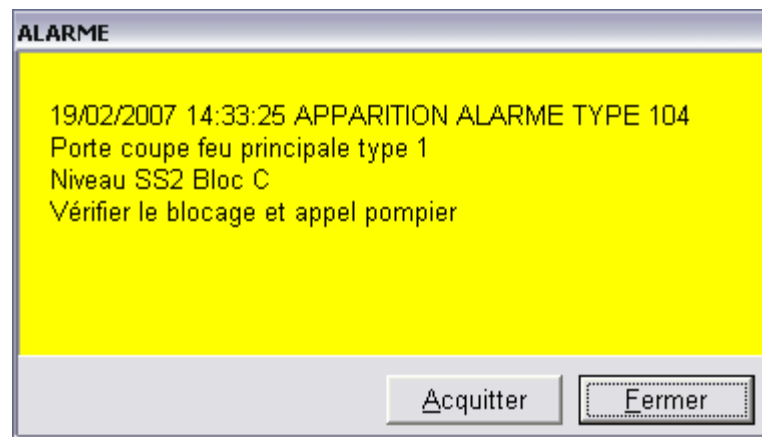 ALARME
19/02/2007 14:33:25 APPARITION ALARME TYPE 104
Porte coupe feu principale type 1
Niveau SS2 Bloc C
Vérifier le blocage et appel pompier
Acquitter
Fermer